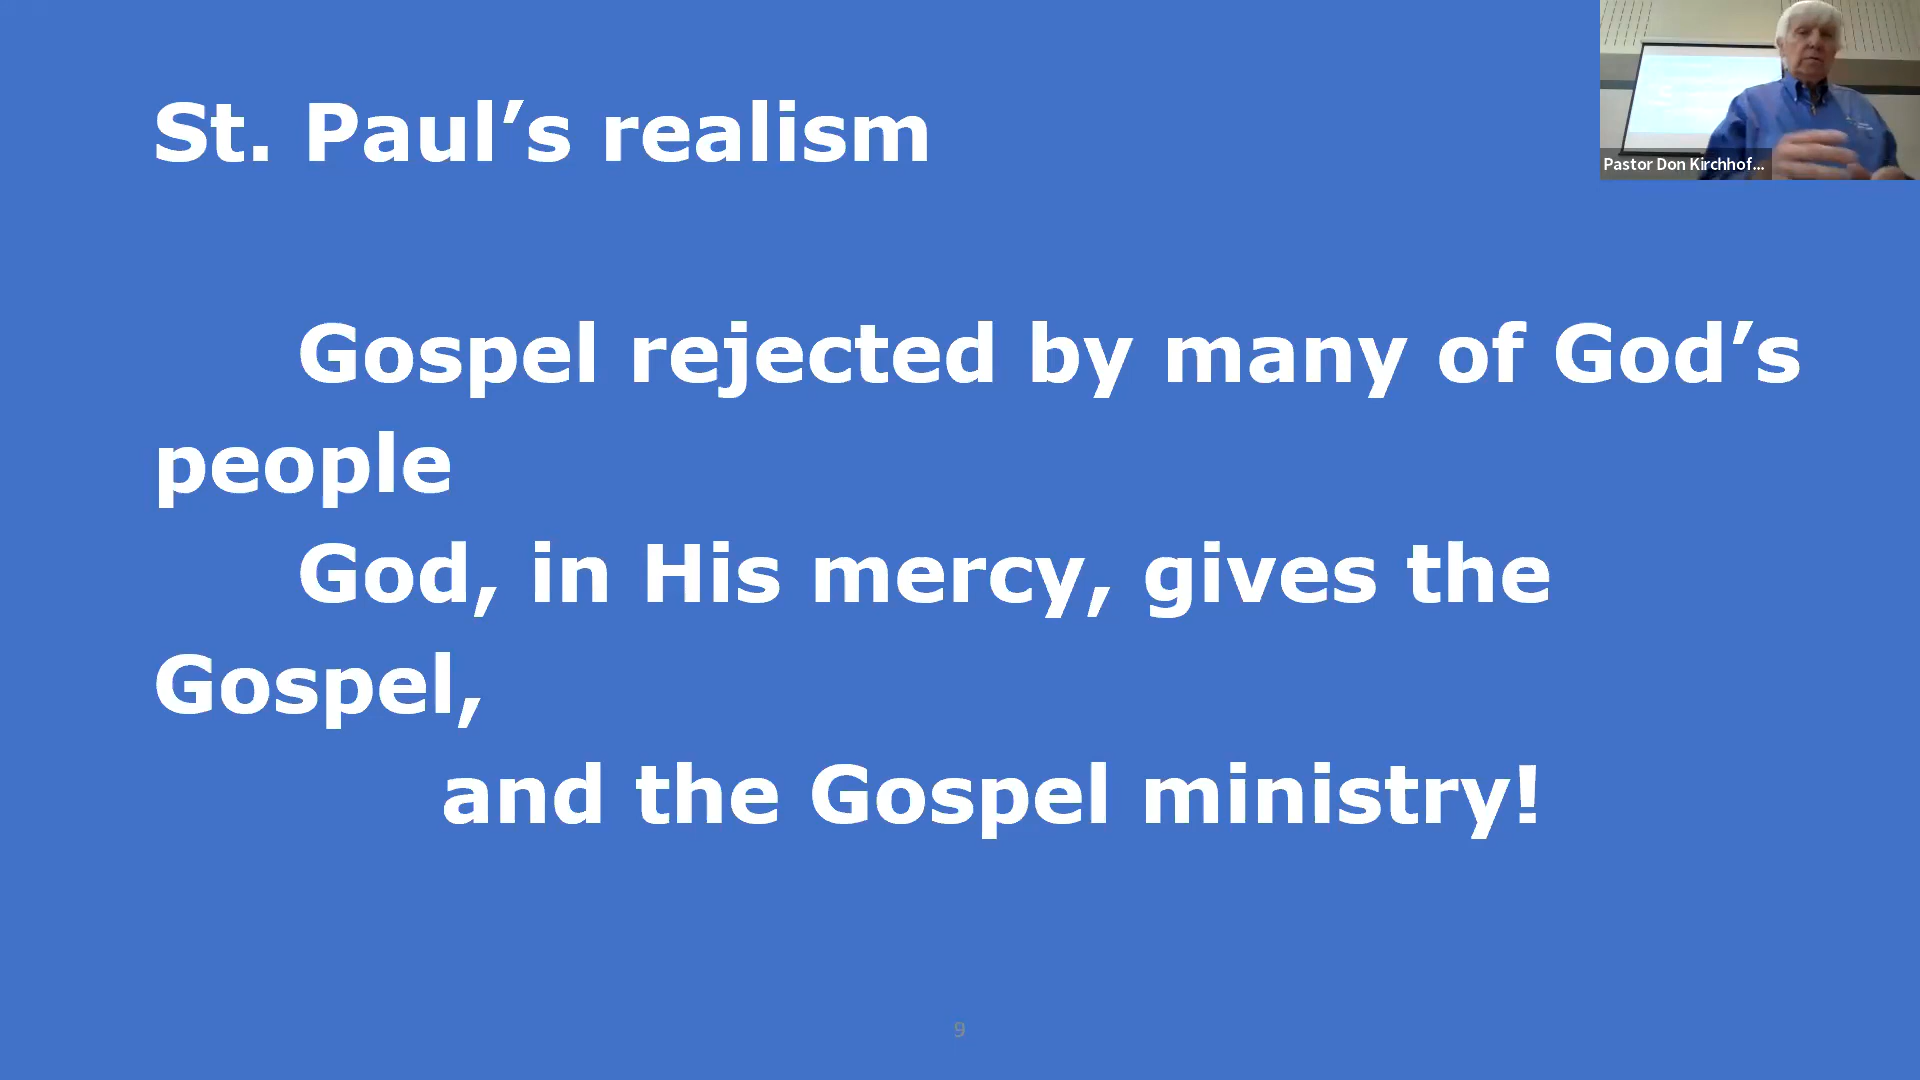 St. Paul’s realism
Gospel rejected by many of God’s
people
God, in His mercy, gives the
Gospel,
and the Gospel ministry!
Pastor Don Kirchhof...
9